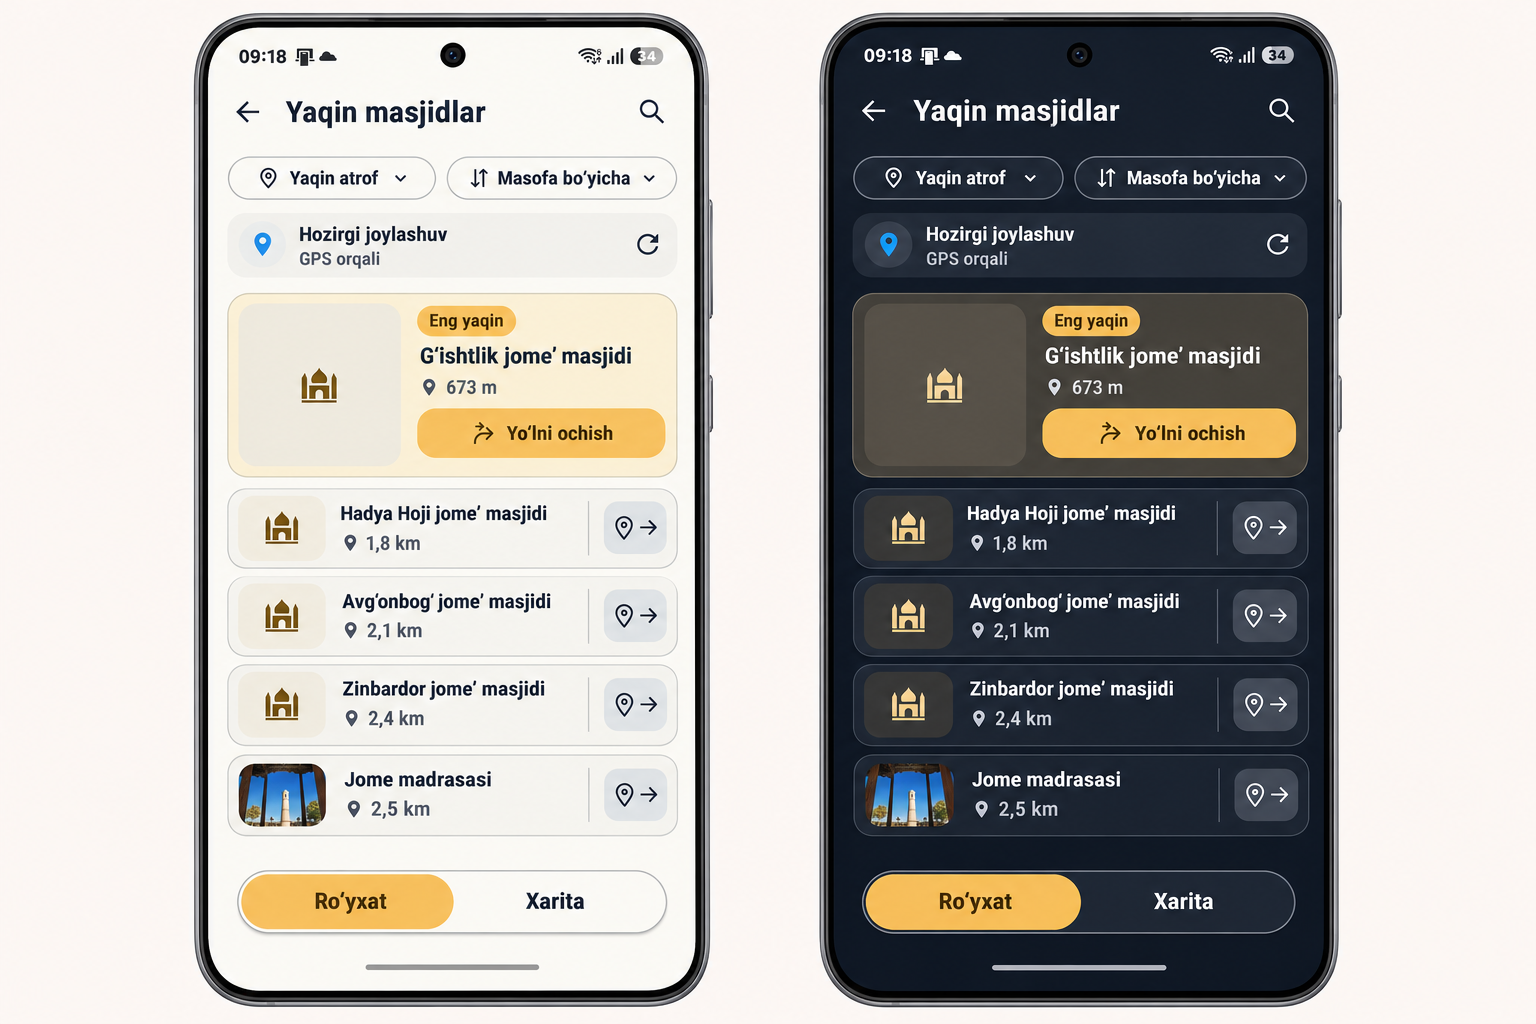 09:18
34
Yaqin masjidlar
Yaqin atrof
Masofa bo‘yicha
Hozirgi joylashuv
GPS orqali
Eng yaqin
G‘ishtlik jome’ masjidi
673 m
Yo‘lni ochish
Hadya Hoji jome’ masjidi
1,8 km
Avg‘onbog‘ jome’ masjidi
2,1 km
Zinbardor jome’ masjidi
2,4 km
Jome madrasasi
2,5 km
Ro‘yxat
Xarita
09:18
34
Yaqin masjidlar
Yaqin atrof
Masofa bo‘yicha
Hozirgi joylashuv
GPS orqali
Eng yaqin
G‘ishtlik jome’ masjidi
673 m
Yo‘lni ochish
Hadya Hoji jome’ masjidi
1,8 km
Avg‘onbog‘ jome’ masjidi
2,1 km
Zinbardor jome’ masjidi
2,4 km
Jome madrasasi
2,5 km
Ro‘yxat
Xarita